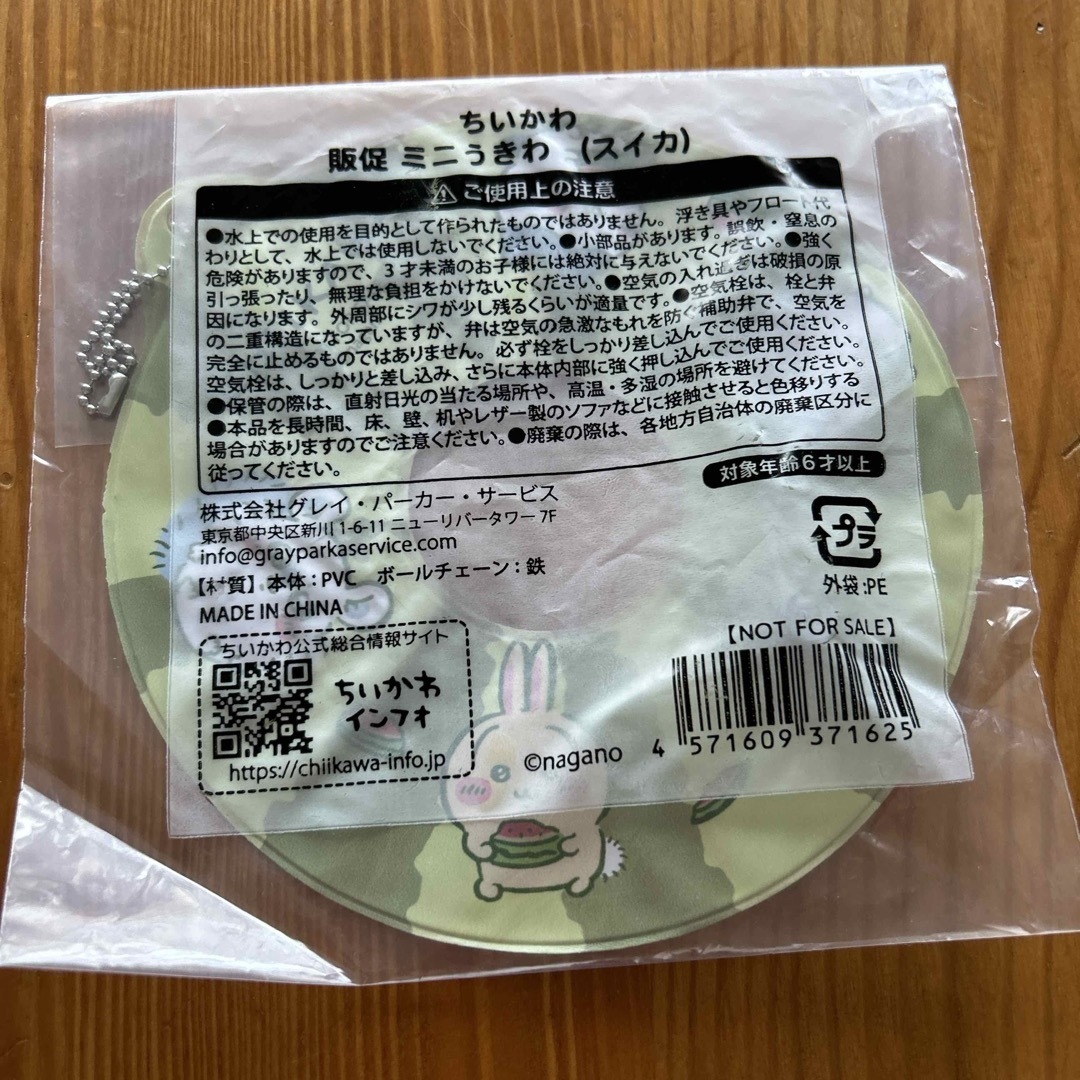 ちいかわ
販促 ミニうきわ (スイカ)
ご使用上の注意
●水上での使用を目的として作られたものではありません。浮き具やフロート代
わりとして、水上では使用しないでください。●小部品があります。誤飲・窒息の
危険がありますので、3才未満のお子様には絶対に与えないでください。●強く
引っ張ったり、無理な負担をかけないでください。●空気の入れ過ぎは破損の原
因になります。外周部にシワが少し残るくらいが適量です。●空気栓は、栓と弁
の二重構造になっていますが、弁は空気の急激なもれを防ぐ補助弁で、空気を
完全に止めるものではありません。必ず栓をしっかり差し込んでご使用ください。
空気栓は、しっかりと差し込み、さらに本体内部に強く押し込んでご使用ください。
●保管の際は、直射日光の当たる場所や、高温・多湿の場所を避けてください。
●本品を長時間、床、壁、机やレザー製のソファなどに接触させると色移りする
場合がありますのでご注意ください。●廃棄の際は、各地方自治体の廃棄区分に
従ってください。
対象年齢6才以上
株式会社グレイ・パーカー・サービス
東京都中央区新川1-6-11 ニューリバータワー 7F
info@grayparkaservice.com
【材質】本体:PVC ボールチェーン:鉄
MADE IN CHINA
プラ
外袋:PE
ちいかわ公式総合情報サイト
ちいかわ
インフォ
https://chiikawa-info.jp
©nagano
【NOT FOR SALE】
4 571609 371625